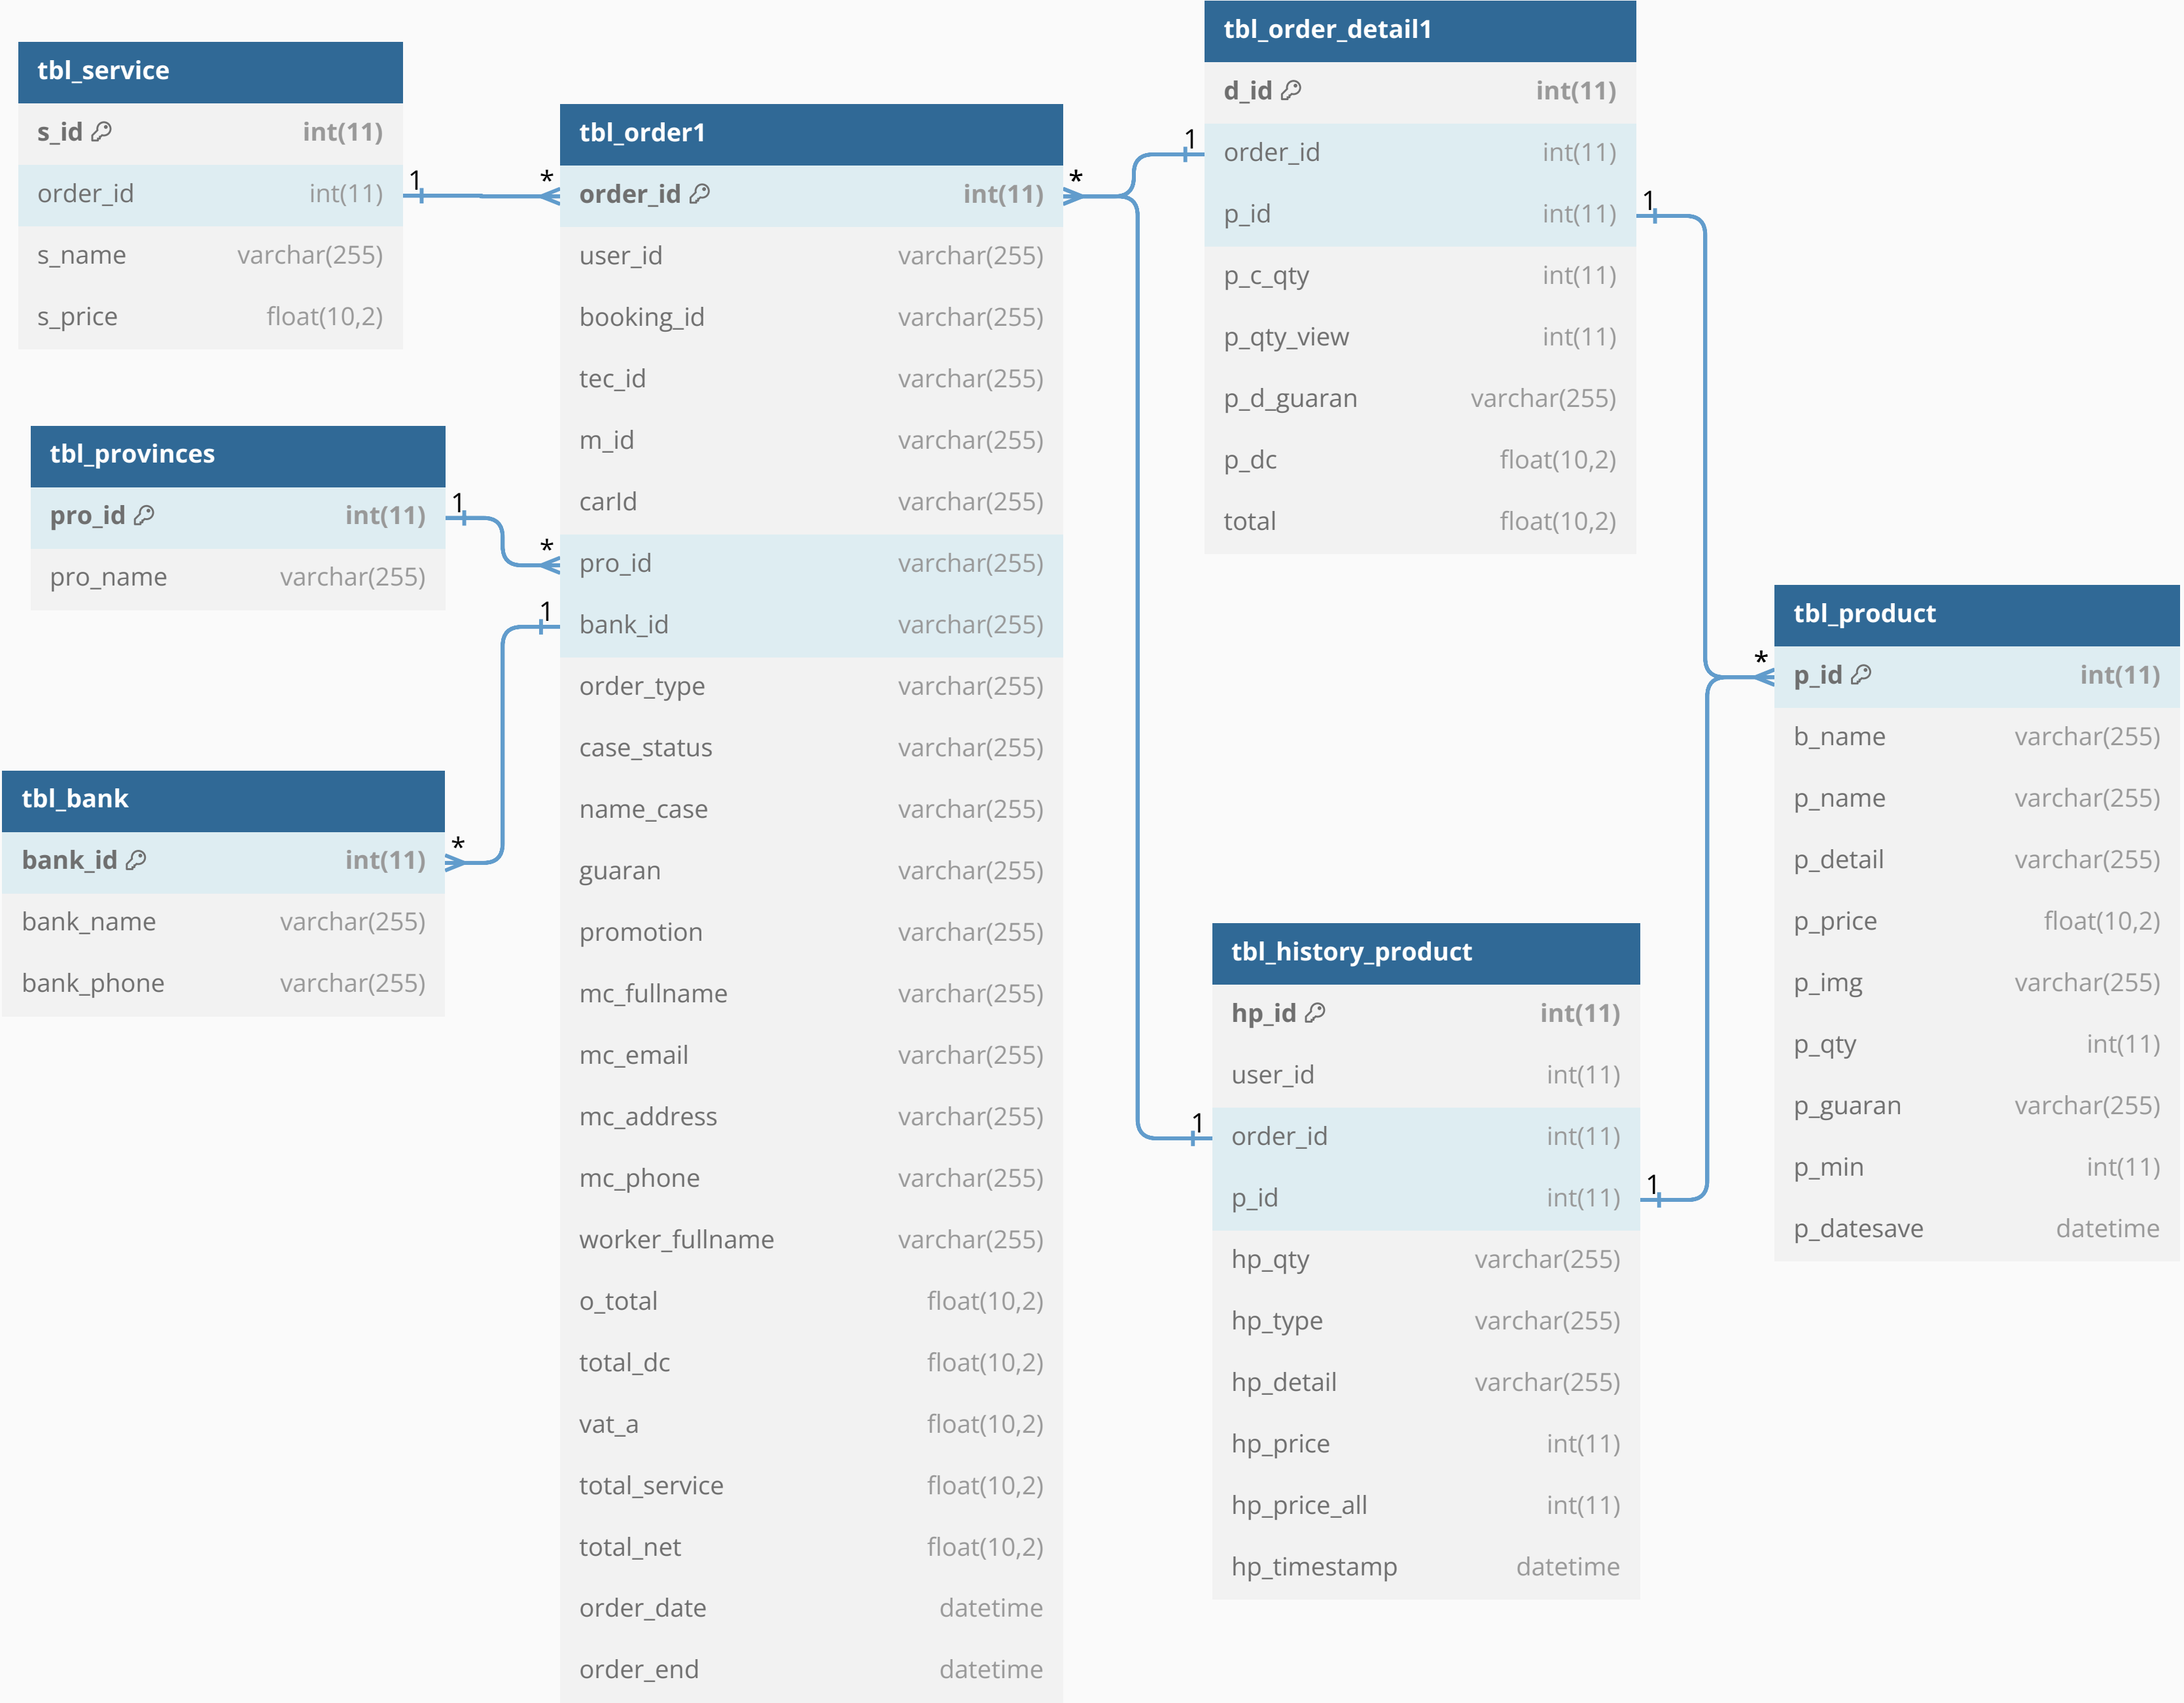 tbl_service
s_id int(11)
order_id int(11)
s_name varchar(255)
s_price float(10,2)
1
*
tbl_provinces
pro_id int(11)
pro_name varchar(255)
1
*
tbl_bank
bank_id int(11)
bank_name varchar(255)
bank_phone varchar(255)
*
1
tbl_order1
order_id int(11)
user_id varchar(255)
booking_id varchar(255)
tec_id varchar(255)
m_id varchar(255)
carId varchar(255)
pro_id varchar(255)
bank_id varchar(255)
order_type varchar(255)
case_status varchar(255)
name_case varchar(255)
guaran varchar(255)
promotion varchar(255)
mc_fullname varchar(255)
mc_email varchar(255)
mc_address varchar(255)
mc_phone varchar(255)
worker_fullname varchar(255)
o_total float(10,2)
total_dc float(10,2)
vat_a float(10,2)
total_service float(10,2)
total_net float(10,2)
order_date datetime
order_end datetime
*
1
1
tbl_order_detail1
d_id int(11)
order_id int(11)
p_id int(11)
p_c_qty int(11)
p_qty_view int(11)
p_d_guaran varchar(255)
p_dc float(10,2)
total float(10,2)
1
tbl_history_product
hp_id int(11)
user_id int(11)
order_id int(11)
p_id int(11)
hp_qty varchar(255)
hp_type varchar(255)
hp_detail varchar(255)
hp_price int(11)
hp_price_all int(11)
hp_timestamp datetime
1
*
tbl_product
p_id int(11)
b_name varchar(255)
p_name varchar(255)
p_detail varchar(255)
p_price float(10,2)
p_img varchar(255)
p_qty int(11)
p_guaran varchar(255)
p_min int(11)
p_datesave datetime